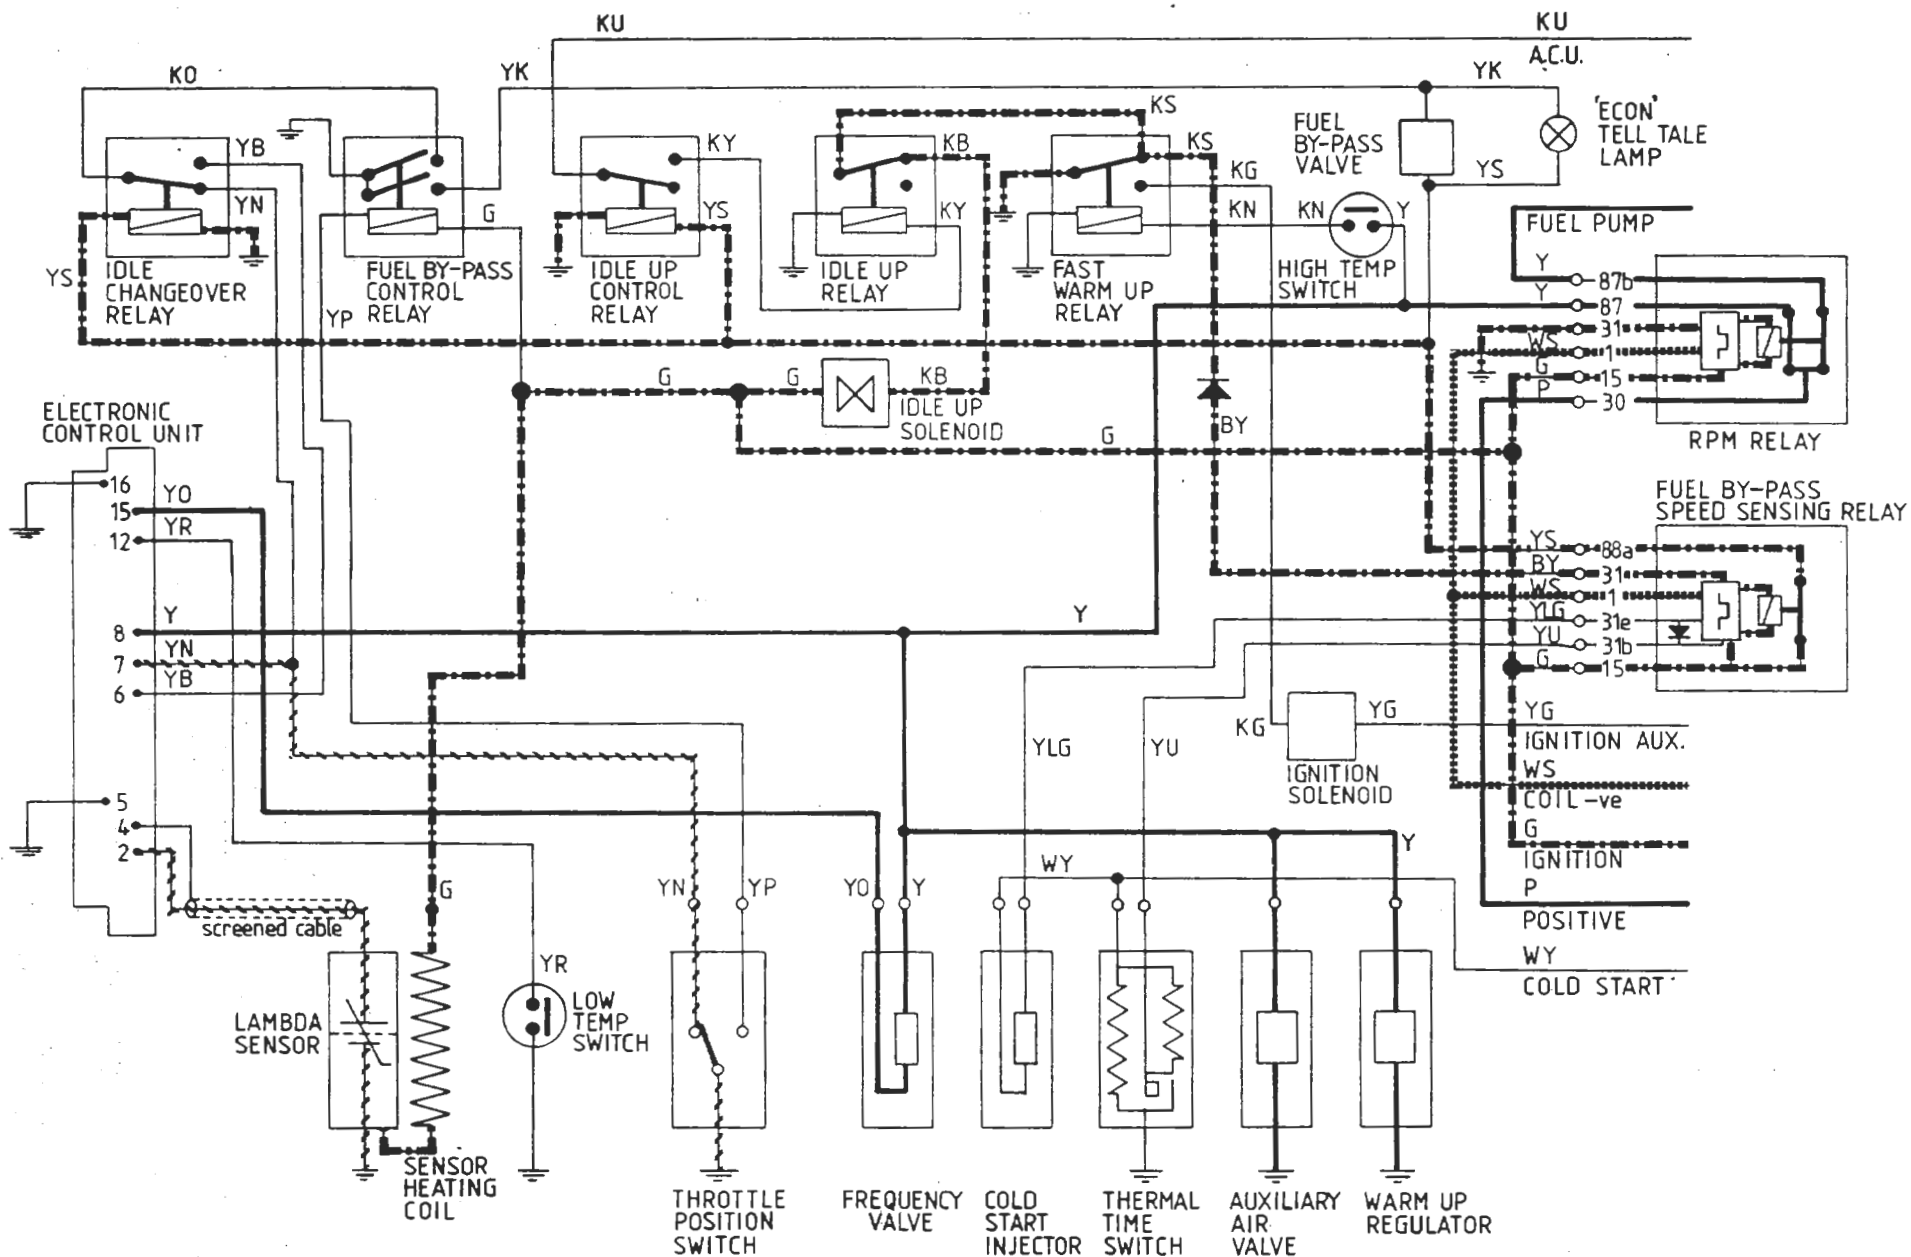 KU
KU
A.C.U.
KO
YK
YK
KS
'ECON'
TELL TALE
LAMP
FUEL
BY-PASS
VALVE
YB
KY
KB
KS
KG
YS
YN
G
YS
KY
KN
KN
Y
FUEL PUMP
YS
IDLE
CHANGEOVER
RELAY
FUEL BY-PASS
CONTROL
RELAY
IDLE UP
CONTROL
RELAY
IDLE UP
RELAY
FAST
WARM UP
RELAY
HIGH TEMP
SWITCH
YP
Y
87b
Y
87
31
WS
1
G
15
P
30
RPM RELAY
G
G
KB
IDLE UP
SOLENOID
BY
G
ELECTRONIC
CONTROL UNIT
16
15
YO
12
YR
8
Y
Y
7
YN
6
YB
5
4
2
FUEL BY-PASS
SPEED SENSING RELAY
YS
88a
BY
31
WS
1
YLG
31e
YU
31b
G
15
KG
YG
YG
IGNITION AUX.
YLG
YU
IGNITION
SOLENOID
WS
COIL -ve
G
IGNITION
Y
P
POSITIVE
WY
WY
COLD START
G
screened cable
YN
YP
YO
Y
YR
LOW
TEMP
SWITCH
LAMBDA
SENSOR
SENSOR
HEATING
COIL
THROTTLE
POSITION
SWITCH
FREQUENCY
VALVE
COLD
START
INJECTOR
THERMAL
TIME
SWITCH
AUXILIARY
AIR
VALVE
WARM UP
REGULATOR